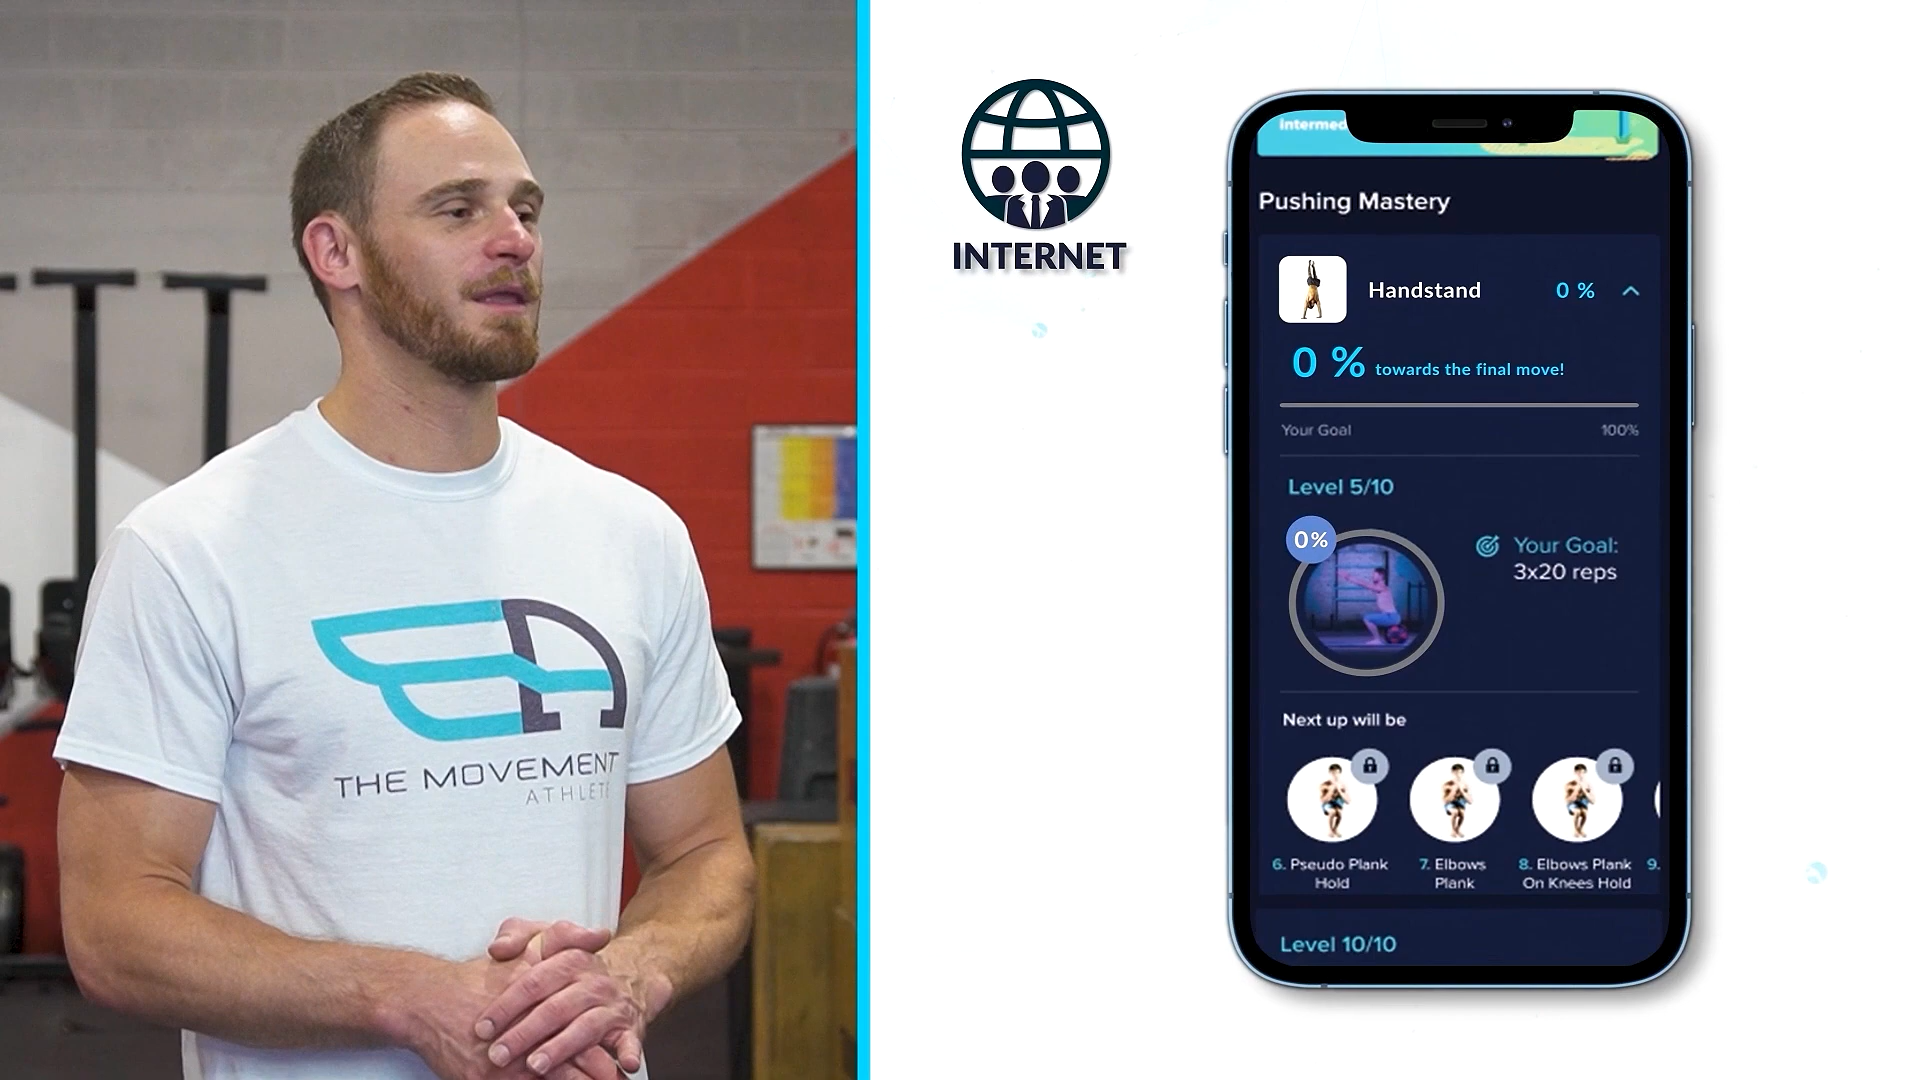 THE MOVEMENT
ATHLETE
INTERNET
Intermed
Pushing Mastery
Handstand
0 %
0 % towards the final move!
Your Goal
100%
Level 5/10
0%
Your Goal:
3x20 reps
Next up will be
6. Pseudo Plank
Hold
7. Elbows
Plank
8. Elbows Plank
On Knees Hold
9.
Level 10/10